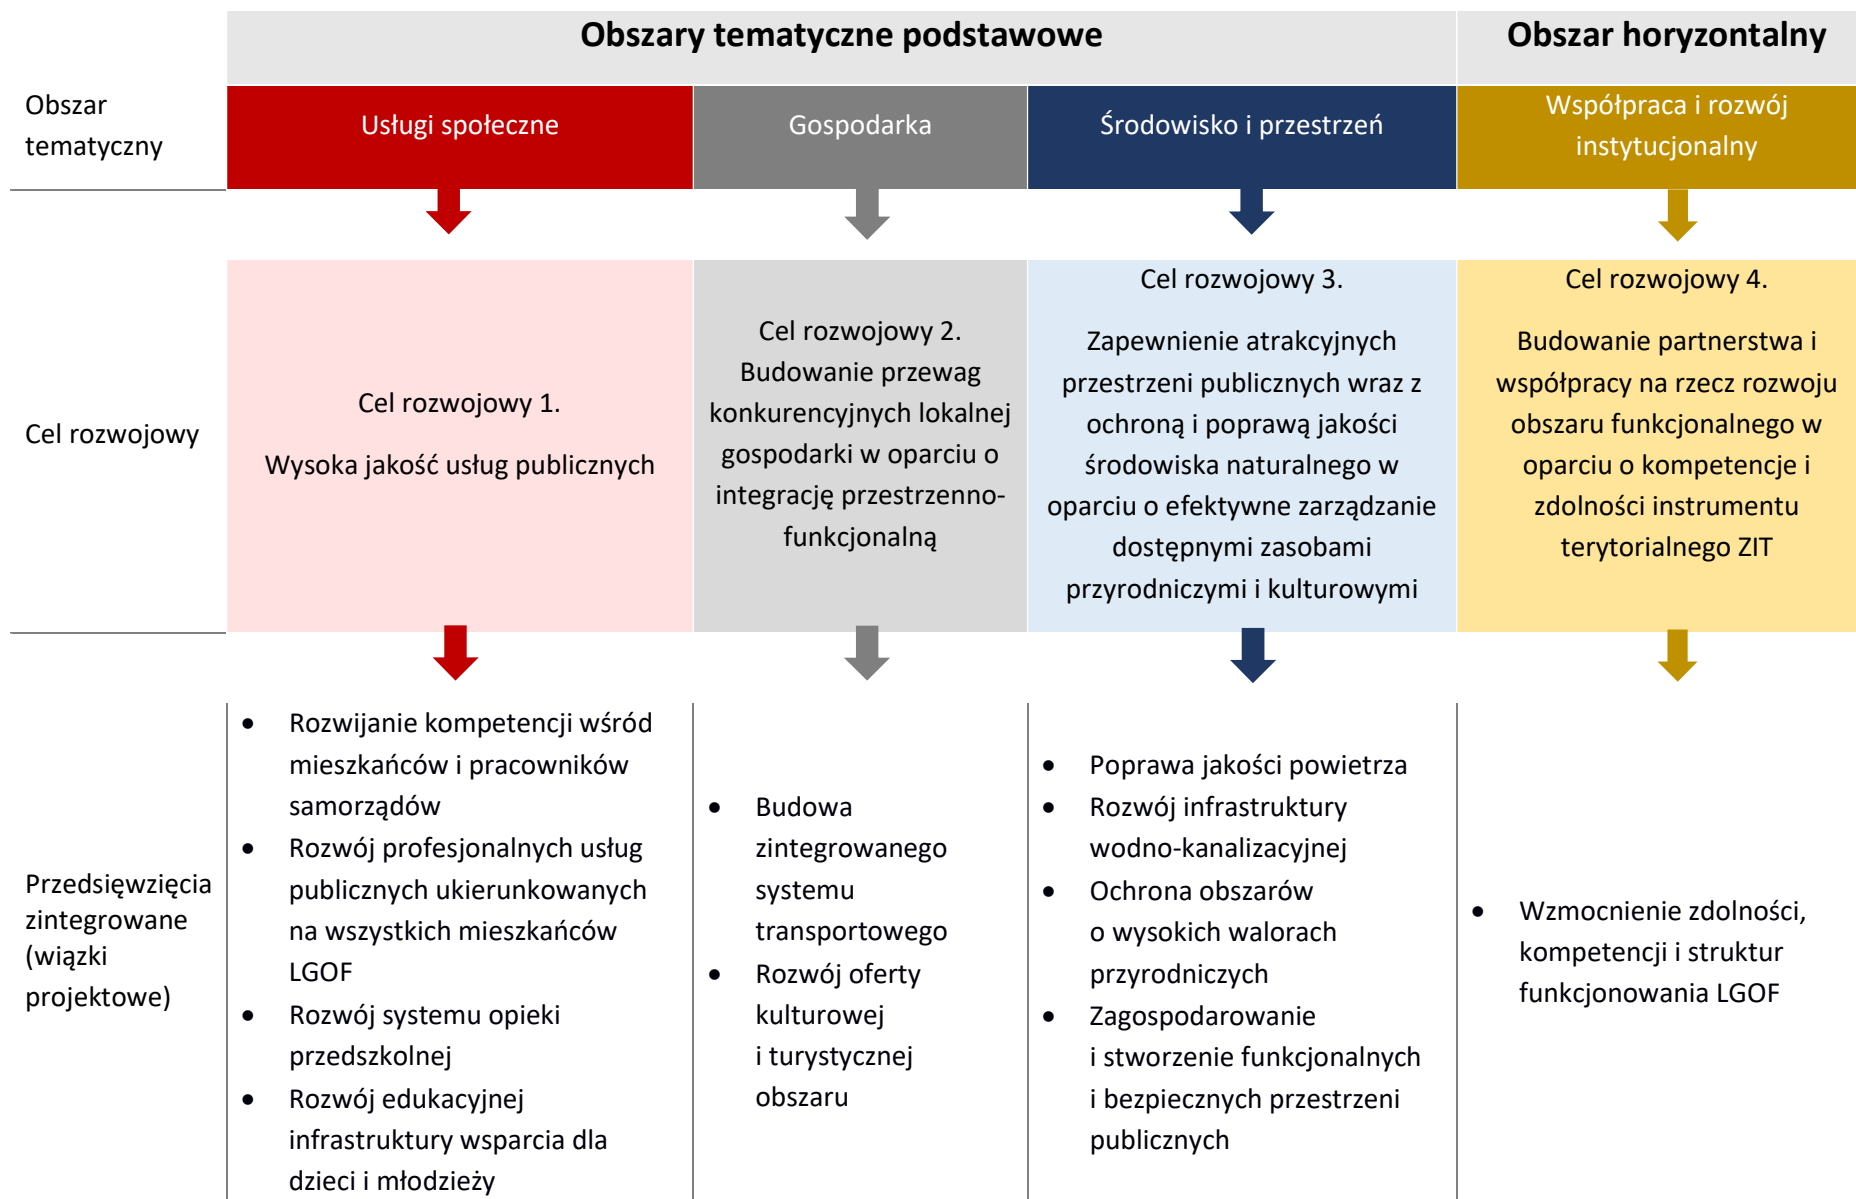 Obszary tematyczne podstawowe
Obszar horyzontalny
Obszar
tematyczny
Usługi społeczne
Gospodarka
Środowisko i przestrzeń
Współpraca i rozwój
instytucjonalny
Cel rozwojowy
Cel rozwojowy 1.
Wysoka jakość usług publicznych
Cel rozwojowy 2.
Budowanie przewag
konkurencyjnych lokalnej
gospodarki w oparciu o
integrację przestrzenno-
funkcjonalną
Cel rozwojowy 3.
Zapewnienie atrakcyjnych
przestrzeni publicznych wraz z
ochroną i poprawą jakości
środowiska naturalnego w
oparciu o efektywne zarządzanie
dostępnymi zasobami
przyrodniczymi i kulturowymi
Cel rozwojowy 4.
Budowanie partnerstwa i
współpracy na rzecz rozwoju
obszaru funkcjonalnego w
oparciu o kompetencje i
zdolności instrumentu
terytorialnego ZIT
Przedsięwzięcia
zintegrowane
(wiązki
projektowe)
• Rozwijanie kompetencji wśród
mieszkańców i pracowników
samorządów
• Rozwój profesjonalnych usług
publicznych ukierunkowanych
na wszystkich mieszkańców
LGOF
• Rozwój systemu opieki
przedszkolnej
• Rozwój edukacyjnej
infrastruktury wsparcia dla
dzieci i młodzieży
• Budowa
zintegrowanego
systemu
transportowego
• Rozwój oferty
kulturowej
i turystycznej
obszaru
• Poprawa jakości powietrza
• Rozwój infrastruktury
wodno-kanalizacyjnej
• Ochrona obszarów
o wysokich walorach
przyrodniczych
• Zagospodarowanie
i stworzenie funkcjonalnych
i bezpiecznych przestrzeni
publicznych
• Wzmocnienie zdolności,
kompetencji i struktur
funkcjonowania LGOF